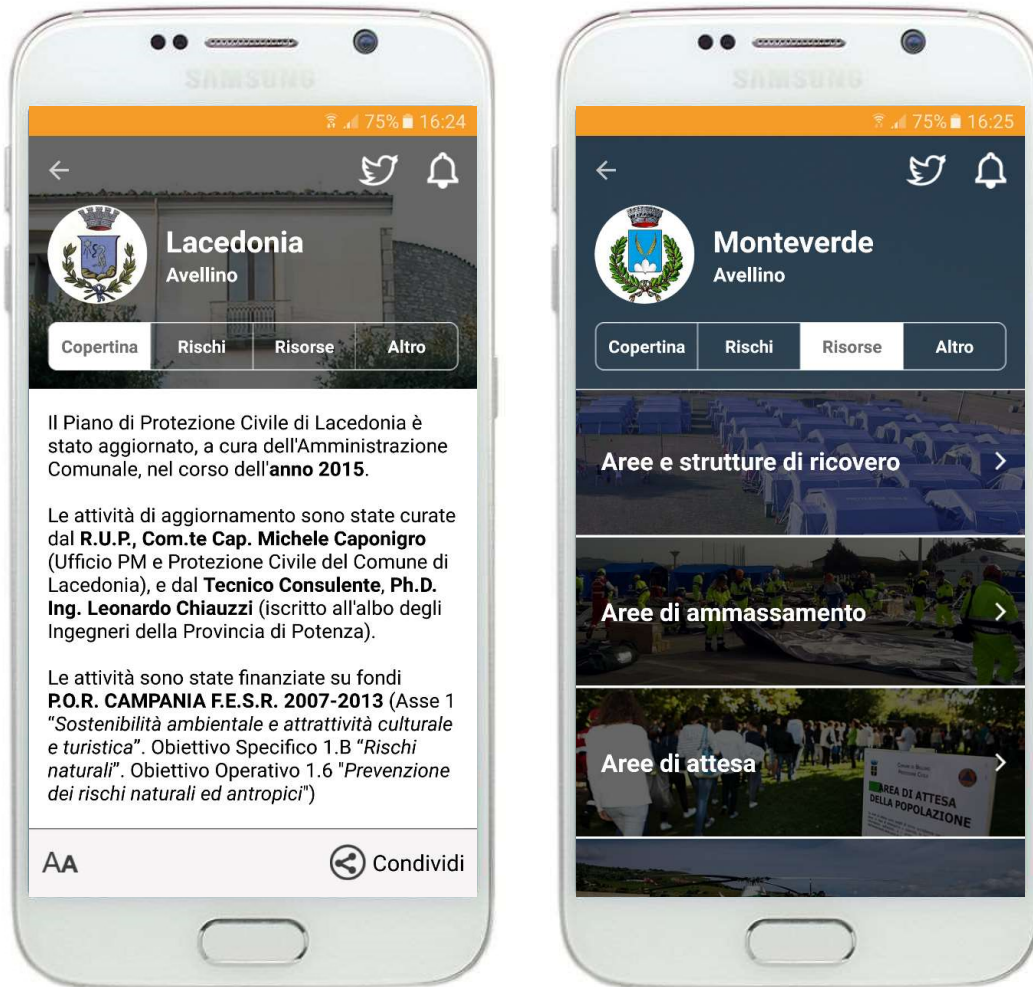 SAMSUNG
75% 16:24
Lacedonia
Avellino
Copertina Rischi Risorse Altro
Il Piano di Protezione Civile di Lacedonia è
stato aggiornato, a cura dell'Amministrazione
Comunale, nel corso dell'anno 2015.
Le attività di aggiornamento sono state curate
dal R.U.P., Com.te Cap. Michele Caponigro
(Ufficio PM e Protezione Civile del Comune di
Lacedonia), e dal Tecnico Consulente, Ph.D.
Ing. Leonardo Chiauzzi (iscritto all'albo degli
Ingegneri della Provincia di Potenza).
Le attività sono state finanziate su fondi
P.O.R. CAMPANIA F.E.S.R. 2007-2013 (Asse 1
“Sostenibilità ambientale e attrattività culturale
e turistica”. Obiettivo Specifico 1.B “Rischi
naturali”. Obiettivo Operativo 1.6 "Prevenzione
dei rischi naturali ed antropici")
AA Condividi
SAMSUNG
75% 16:25
Monteverde
Avellino
Copertina Rischi Risorse Altro
Aree e strutture di ricovero
Aree di ammassamento
Aree di attesa
AREA DI ATTESA
DELLA POPOLAZIONE